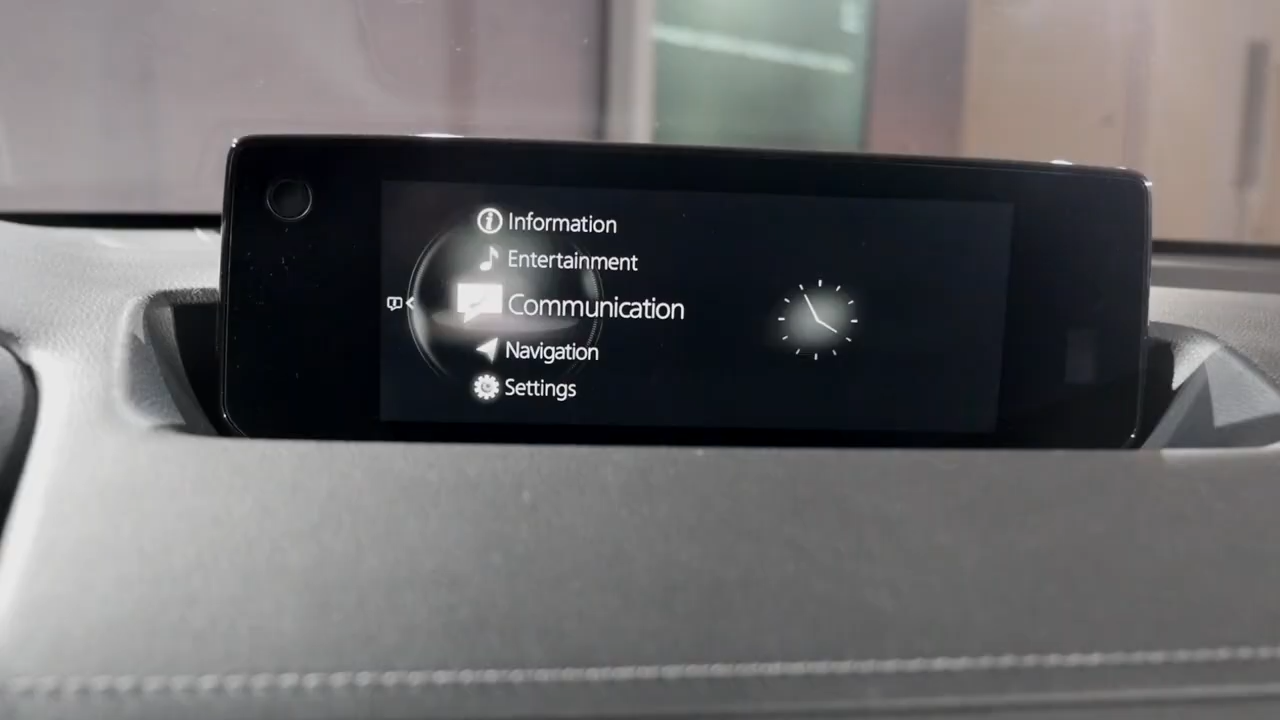 Information
Entertainment
Communication
Navigation
Settings